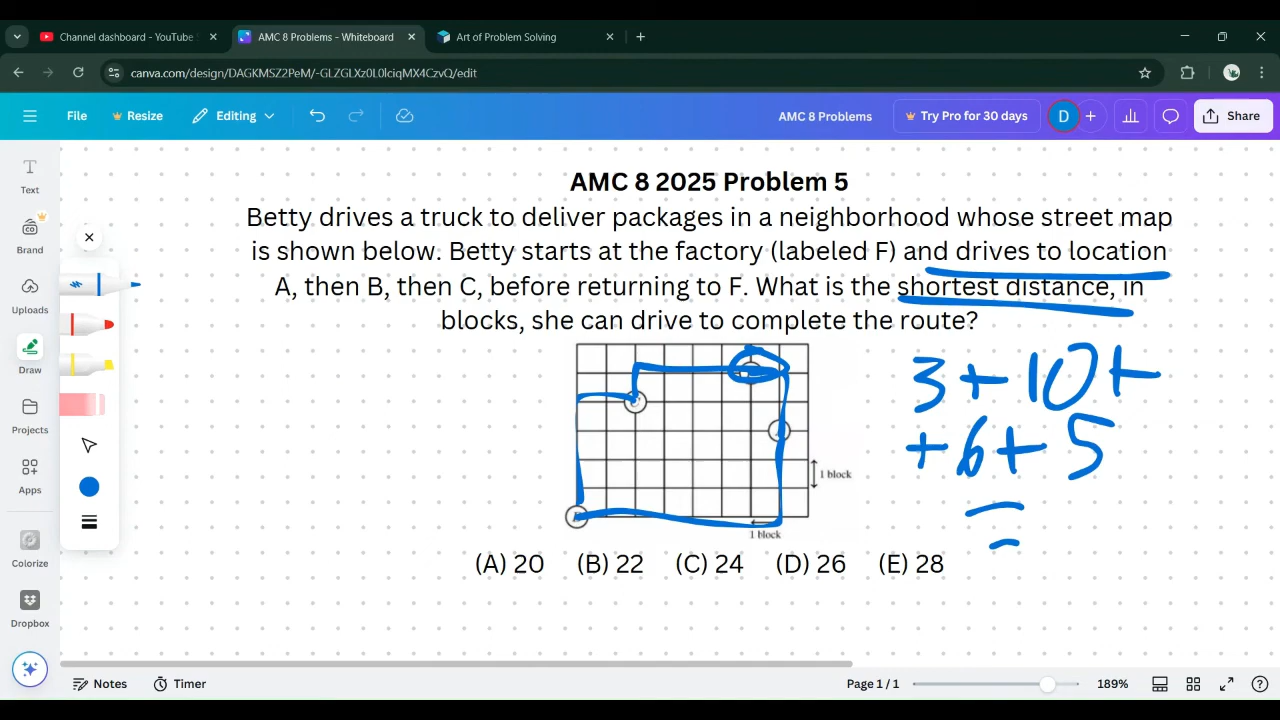 Channel dashboard - YouTube
AMC 8 Problems - Whiteboard
Art of Problem Solving
canva.com/design/DAGKMSZ2PeM/-GLZGLXz0L0lciqMX4CzvQ/edit
File
Resize
Editing
AMC 8 Problems
Try Pro for 30 days
D
Share
Text
Brand
Uploads
Draw
Projects
Apps
Colorize
Dropbox
AMC 8 2025 Problem 5
Betty drives a truck to deliver packages in a neighborhood whose street map
is shown below. Betty starts at the factory (labeled F) and drives to location
A, then B, then C, before returning to F. What is the shortest distance, in
blocks, she can drive to complete the route?
1 block
1 block
3 + 10 +
+ 6 + 5
=
(A) 20 (B) 22 (C) 24 (D) 26 (E) 28
Notes
Timer
Page 1 / 1
189%